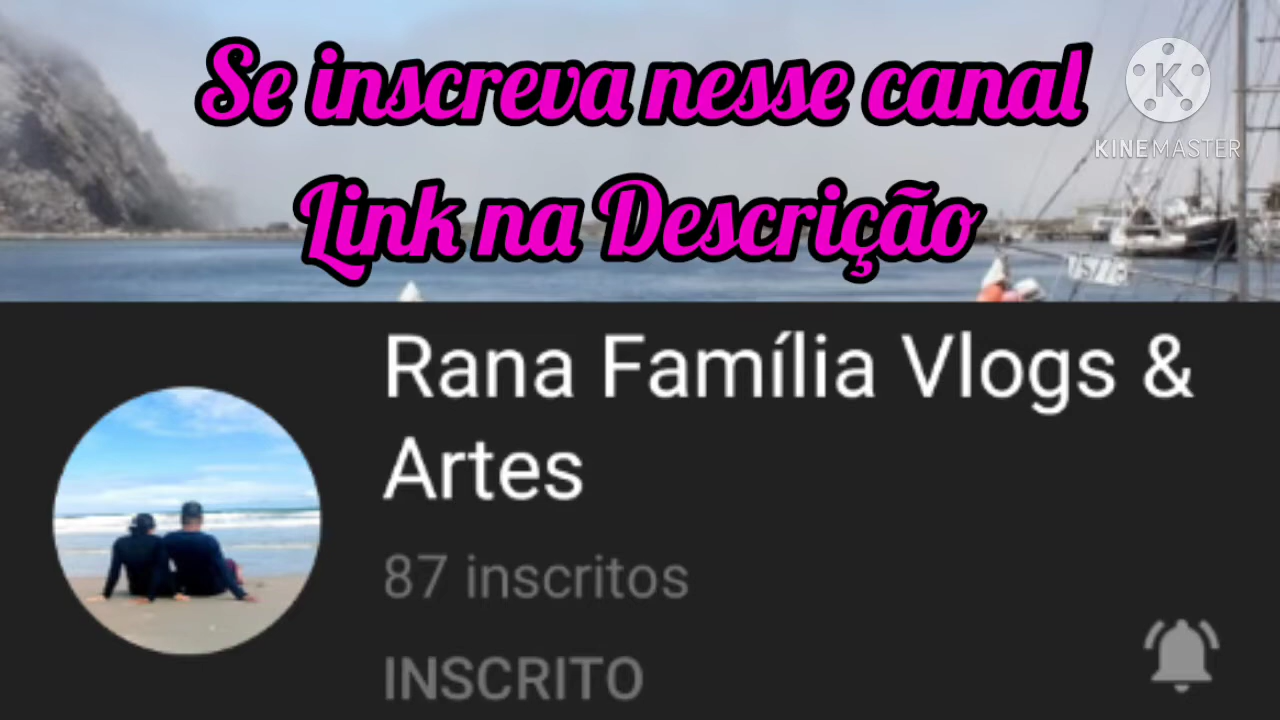 Se inscreva nesse canal
KINEMASTER
Link na Descrição
Rana Família Vlogs &
Artes
87 inscritos
INSCRITO